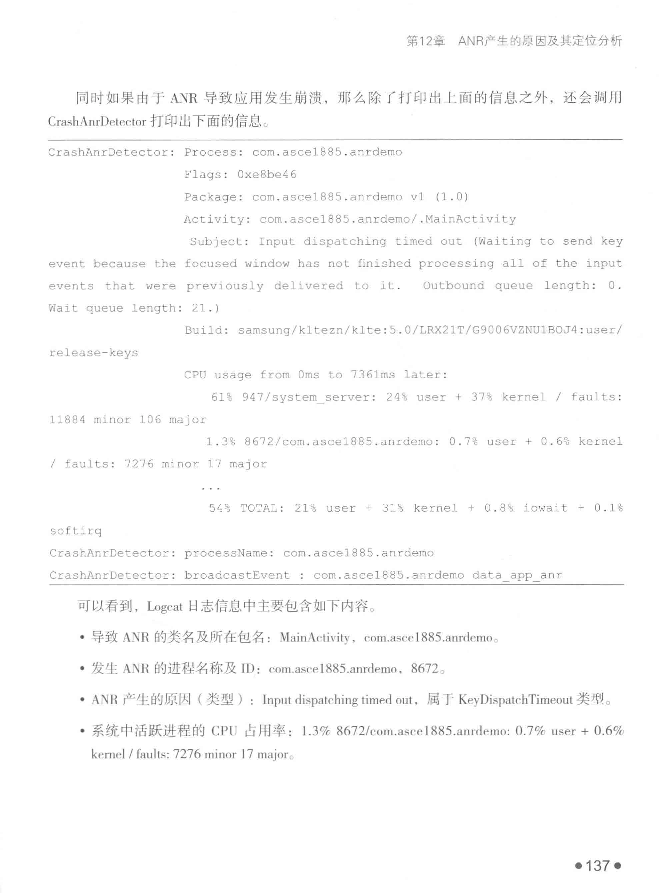 第12章 ANR产生的原因及其定位分析
同时如果由于 ANR 导致应用发生崩溃，那么除了打印出上面的信息之外，还会调用
CrashAnrDetector 打印出下面的信息。
CrashAnrDetector: Process: com.asce1885.anrdemo
Flags: 0xe8be46
Package: com.asce1885.anrdemo v1 (1.0)
Activity: com.asce1885.anrdemo/.MainActivity
Subject: Input dispatching timed out (Waiting to send key
event because the focused window has not finished processing all of the input
events that were previously delivered to it. Outbound queue length: 0.
Wait queue length: 21.)
Build: samsung/kltezn/klte:5.0/LRX21T/G9006VZNU1BOJ4:user/
release-keys
CPU usage from 0ms to 7361ms later:
61% 947/system_server: 24% user + 37% kernel / faults:
11884 minor 106 major
1.3% 8672/com.asce1885.anrdemo: 0.7% user + 0.6% kernel
/ faults: 7276 minor 17 major
...
54% TOTAL: 21% user + 31% kernel + 0.8% iowait + 0.1%
softirq
CrashAnrDetector: processName: com.asce1885.anrdemo
CrashAnrDetector: broadcastEvent : com.asce1885.anrdemo data_app_anr
可以看到，Logcat 日志信息中主要包含如下内容。
• 导致 ANR 的类名及所在包名：MainActivity，com.asce1885.anrdemo。
• 发生 ANR 的进程名称及 ID：com.asce1885.anrdemo，8672。
• ANR 产生的原因（类型）：Input dispatching timed out，属于 KeyDispatchTimeout 类型。
• 系统中活跃进程的 CPU 占用率：1.3% 8672/com.asce1885.anrdemo: 0.7% user + 0.6%
kernel / faults: 7276 minor 17 major。
●137●